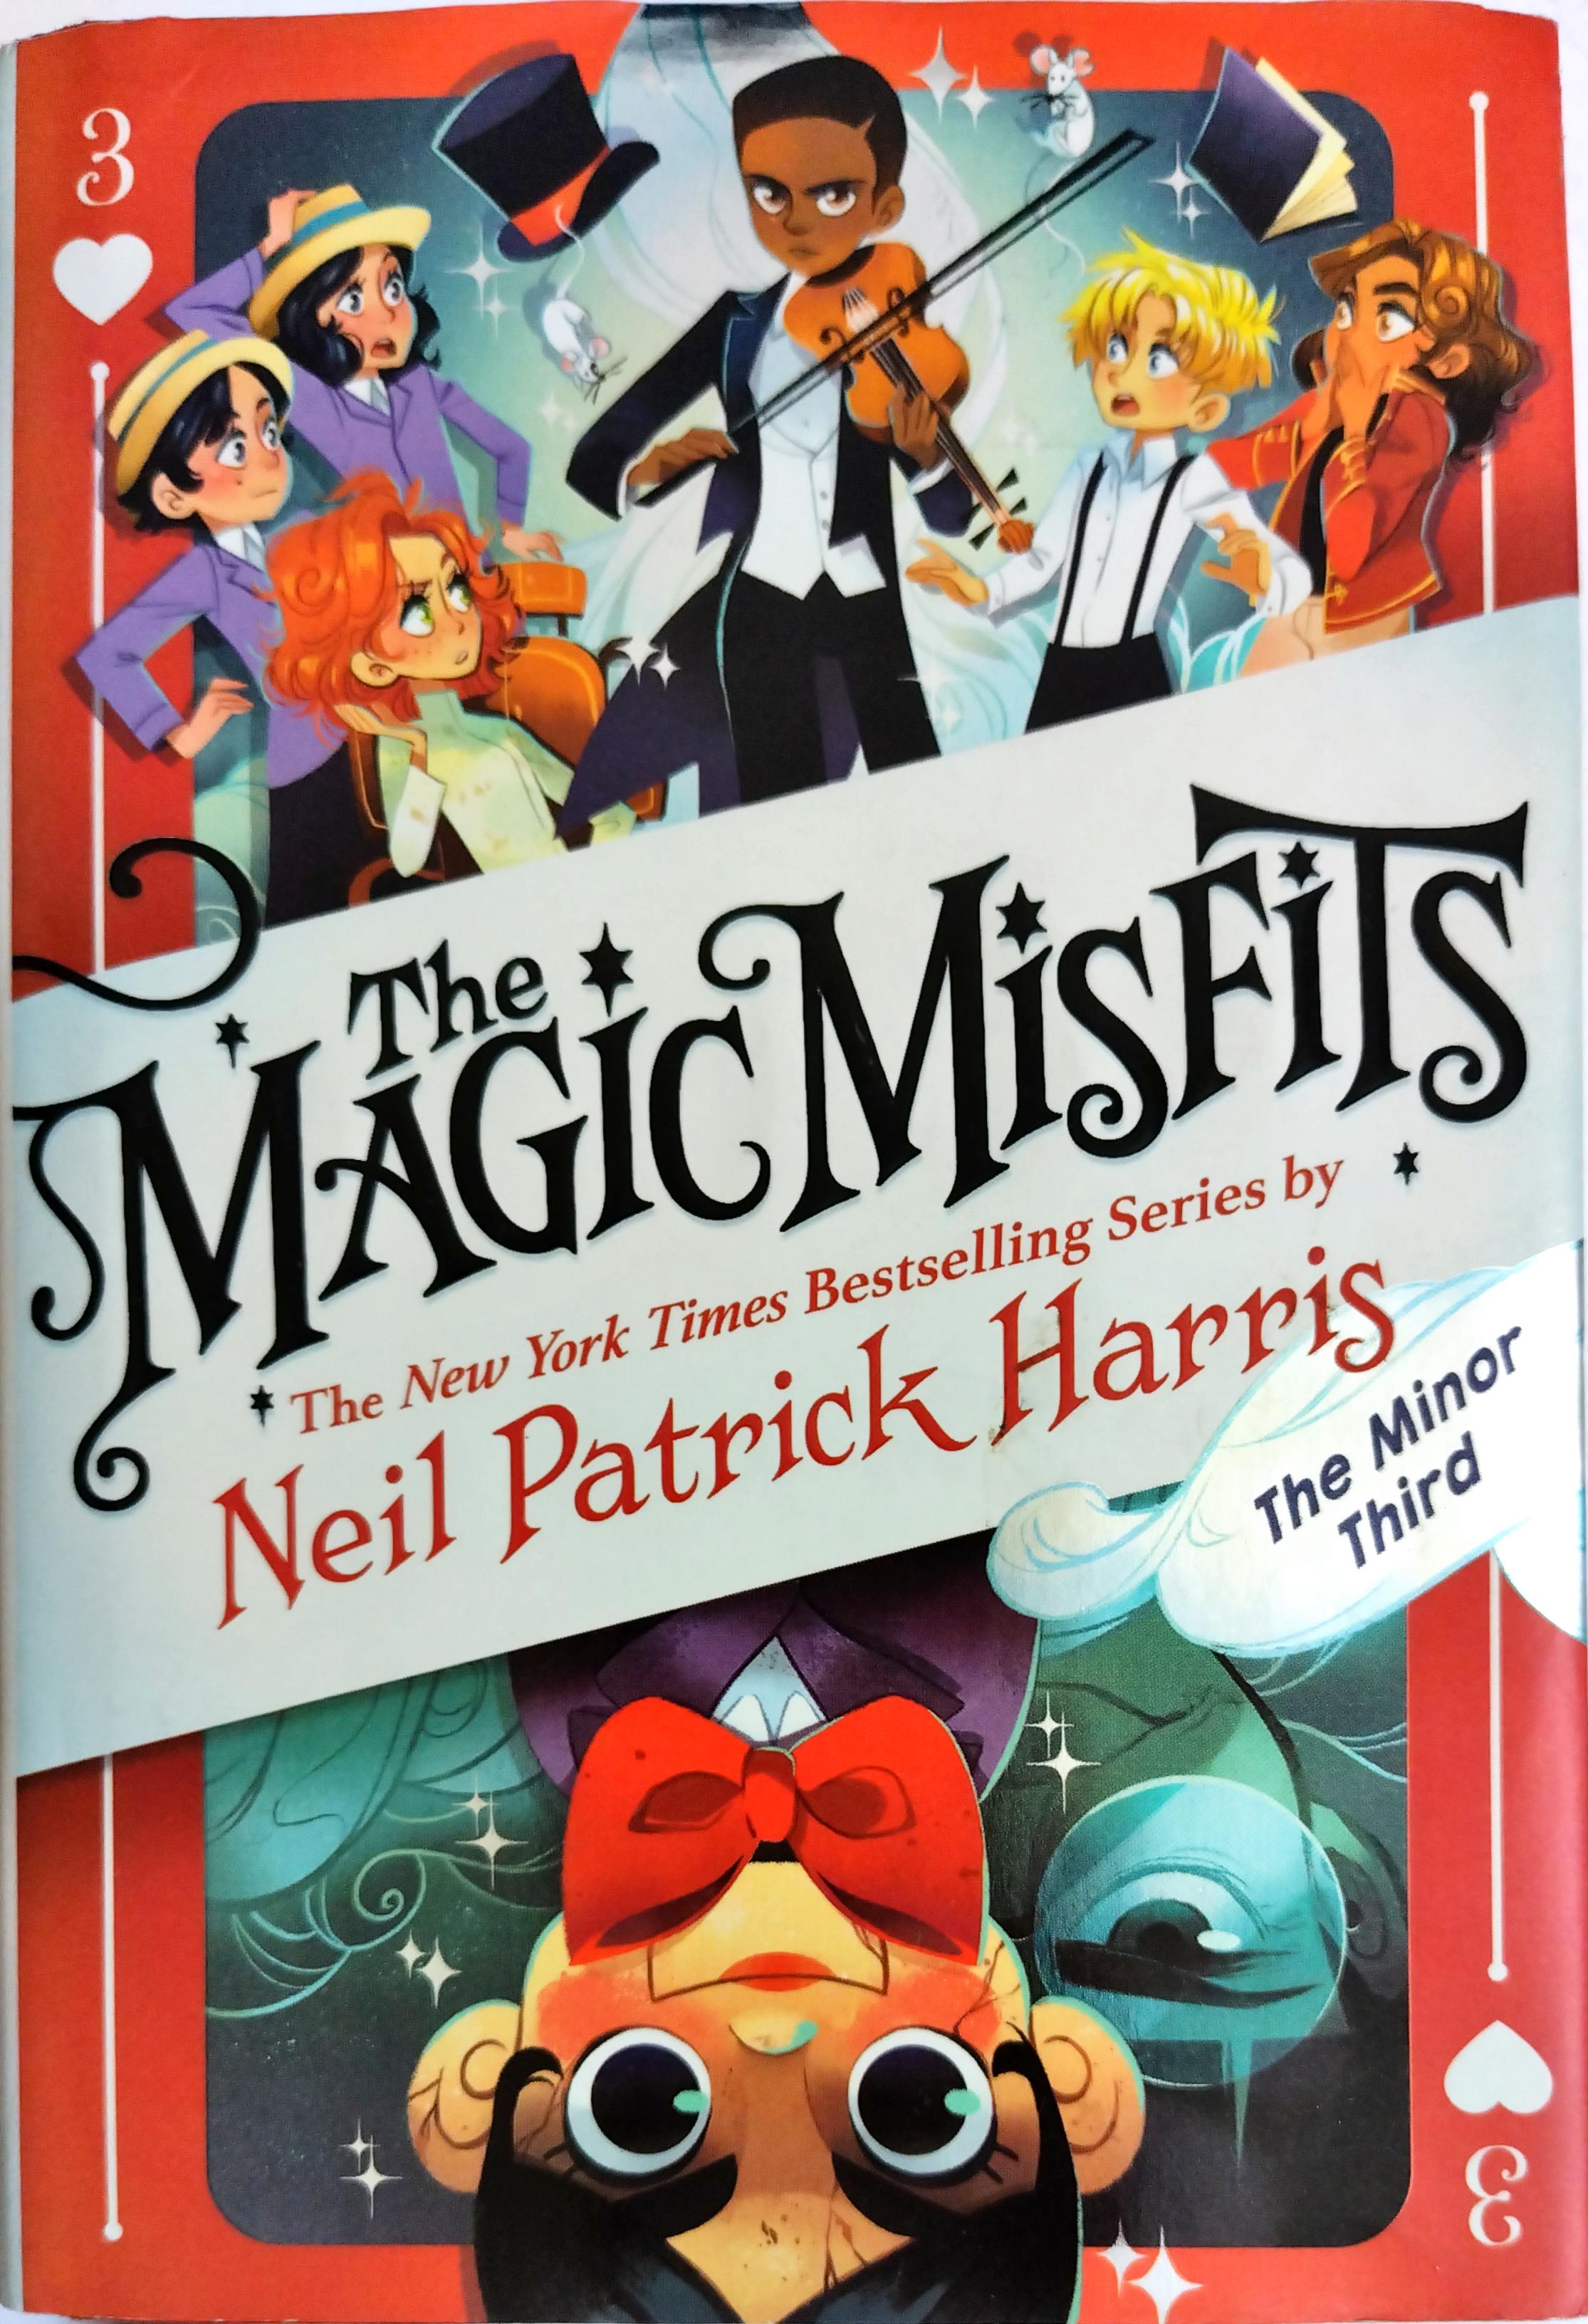 3
The
MAGIC MISFITS
The New York Times Bestselling Series by
Neil Patrick Harris
The Minor
Third
3